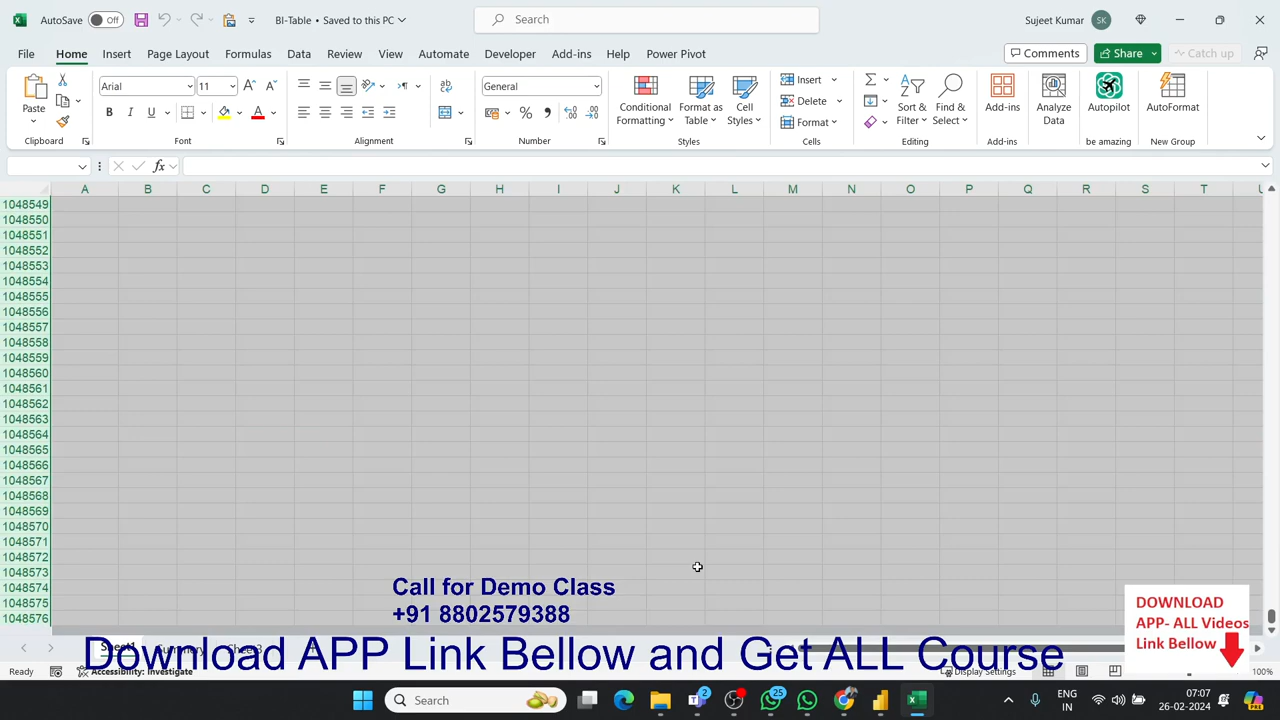 AutoSave Off BI-Table • Saved to this PC Search Sujeet Kumar SK
File Home Insert Page Layout Formulas Data Review View Automate Developer Add-ins Help Power Pivot Comments Share Catch up
Paste Arial 11 General Conditional Formatting Format as Table Cell Styles Insert Delete Format Sort & Filter Find & Select Add-ins Analyze Data Autopilot AutoFormat
Clipboard Font Alignment Number Styles Cells Editing Add-ins be amazing New Group
fx
A B C D E F G H I J K L M N O P Q R S T U
1048549
1048550
1048551
1048552
1048553
1048554
1048555
1048556
1048557
1048558
1048559
1048560
1048561
1048562
1048563
1048564
1048565
1048566
1048567
1048568
1048569
1048570
1048571
1048572
1048573
1048574
1048575
1048576
Call for Demo Class
+91 8802579388
DOWNLOAD
APP- ALL Videos
Link Bellow
Download APP Link Bellow and Get ALL Course
Sheet1
Ready Accessibility: Investigate Display Settings 100%
Search 2 25 ENG IN 07:07 26-02-2024